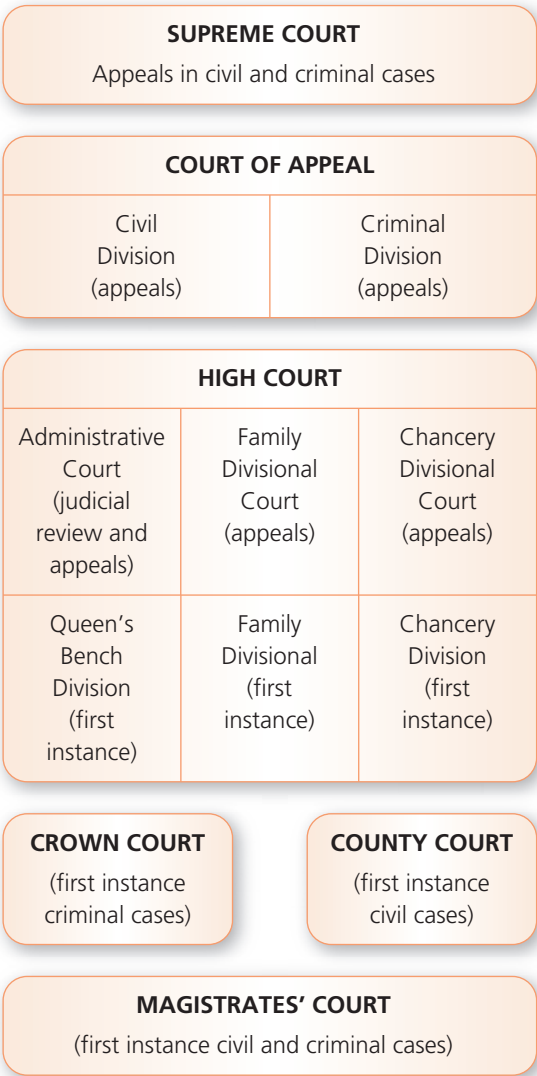 SUPREME COURT
Appeals in civil and criminal cases
COURT OF APPEAL
Civil
Division
(appeals)
Criminal
Division
(appeals)
HIGH COURT
Administrative
Court
(judicial
review and
appeals)
Family
Divisional
Court
(appeals)
Chancery
Divisional
Court
(appeals)
Queen's
Bench
Division
(first
instance)
Family
Divisional
(first
instance)
Chancery
Division
(first
instance)
CROWN COURT
(first instance
criminal cases)
COUNTY COURT
(first instance
civil cases)
MAGISTRATES' COURT
(first instance civil and criminal cases)